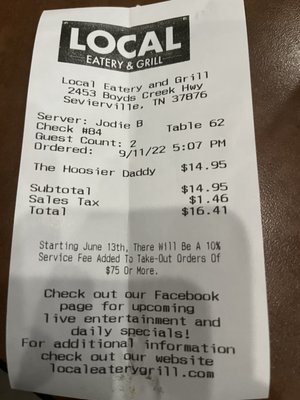 LOCAL
EATERY & GRILL
Local Eatery and Grill
2453 Boyds Creek Hwy
Sevierville, TN 37876
Server: Jodie B
Check #84 Table 62
Guest Count: 2
Ordered: 9/11/22 5:07 PM
The Hoosier Daddy $14.95
Subtotal $14.95
Sales Tax $1.46
Total $16.41
Starting June 13th, There Will Be A 10%
Service Fee Added To Take-Out Orders Of
$75 Or More.
Check out our Facebook
page for upcoming
live entertainment and
daily specials!
For additional information
check out our website
localeaterygrill.com